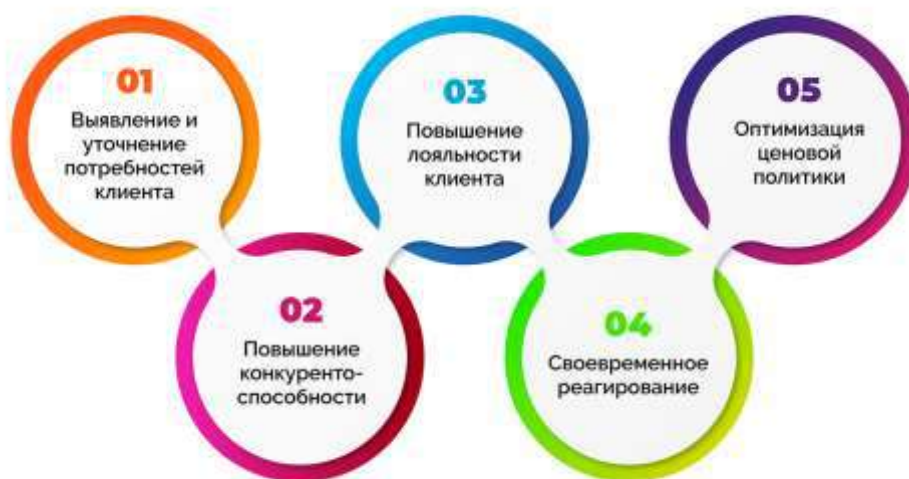 01
Выявление и
уточнение
потребностей
клиента
02
Повышение
конкуренто-
способности
03
Повышение
лояльности
клиента
04
Своевременное
реагирование
05
Оптимизация
ценовой
политики